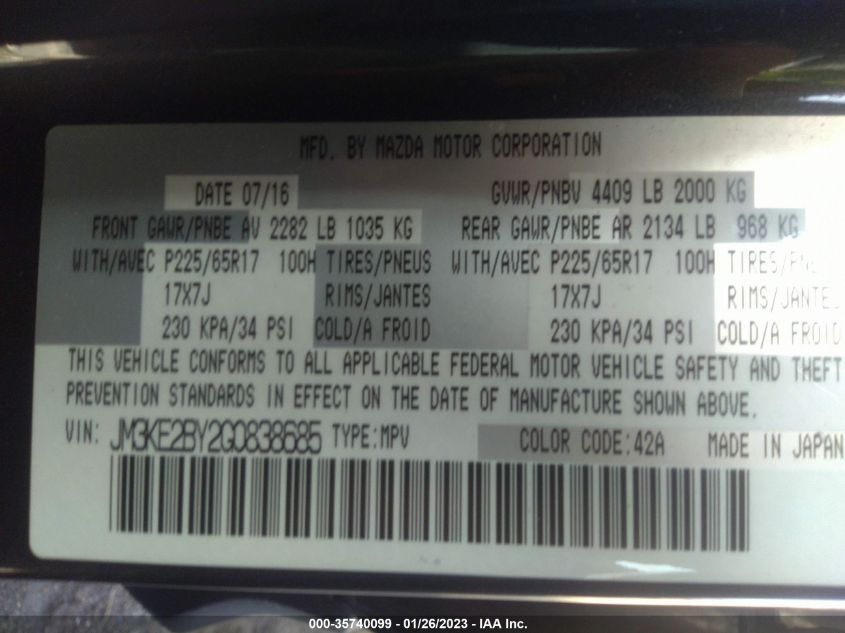 MFD. BY MAZDA MOTOR CORPORATION
DATE 07/16 GVWR/PNBV 4409 LB 2000 KG
FRONT GAWR/PNBE AV 2282 LB 1035 KG REAR GAWR/PNBE AR 2134 LB 968 KG
WITH/AVEC P225/65R17 100H TIRES/PNEUS WITH/AVEC P225/65R17 100H TIRES/PNE
17X7J RIMS/JANTES 17X7J RIMS/JANTES
230 KPA/34 PSI COLD/A FROID 230 KPA/34 PSI COLD/A FROID
THIS VEHICLE CONFORMS TO ALL APPLICABLE FEDERAL MOTOR VEHICLE SAFETY AND THEFT
PREVENTION STANDARDS IN EFFECT ON THE DATE OF MANUFACTURE SHOWN ABOVE.
VIN: JM3KE2BY2G0838685 TYPE:MPV COLOR CODE:42A MADE IN JAPAN
000-35740099 - 01/26/2023 - IAA Inc.